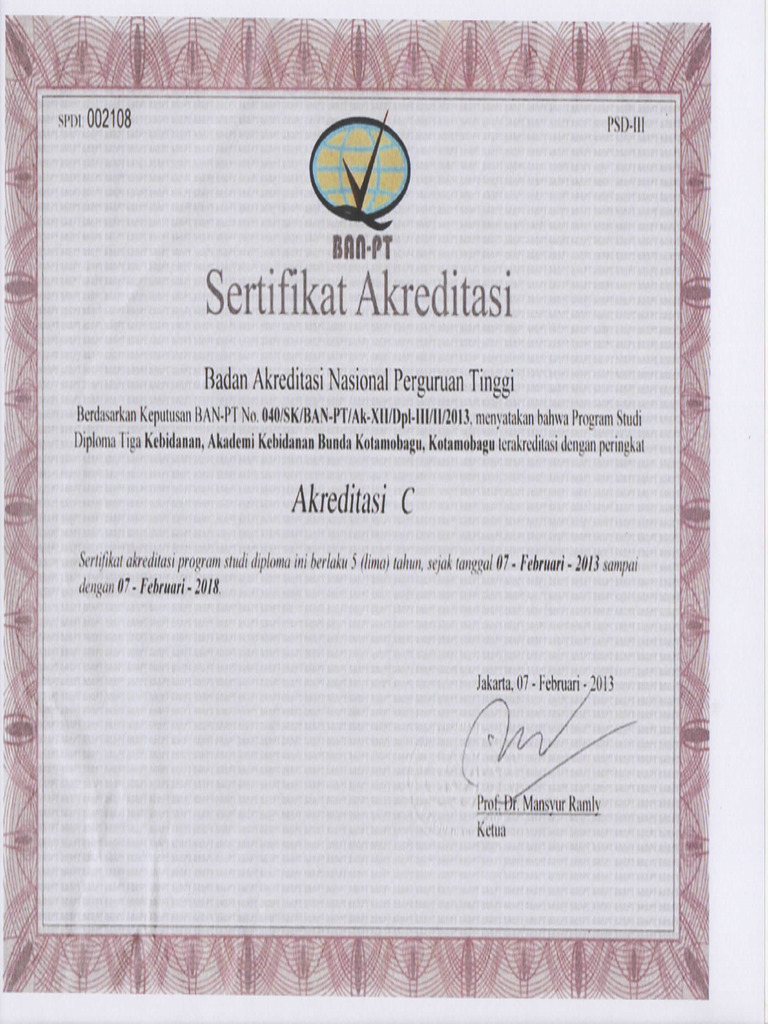 SPDI 002108
PSD-III
BAN-PT
Sertifikat Akreditasi
Badan Akreditasi Nasional Perguruan Tinggi
Berdasarkan Keputusan BAN-PT No. 040/SK/BAN-PT/Ak-XII/Dpl-III/II/2013, menyatakan bahwa Program Studi
Diploma Tiga Kebidanan, Akademi Kebidanan Bunda Kotamobagu, Kotamobagu terakreditasi dengan peringkat
Akreditasi C
Sertifikat akreditasi program studi diploma ini berlaku 5 (lima) tahun, sejak tanggal 07 - Februari - 2013 sampai
dengan 07 - Februari - 2018.
Jakarta, 07 - Februari - 2013
Prof. Dr. Mansyur Ramly
Ketua